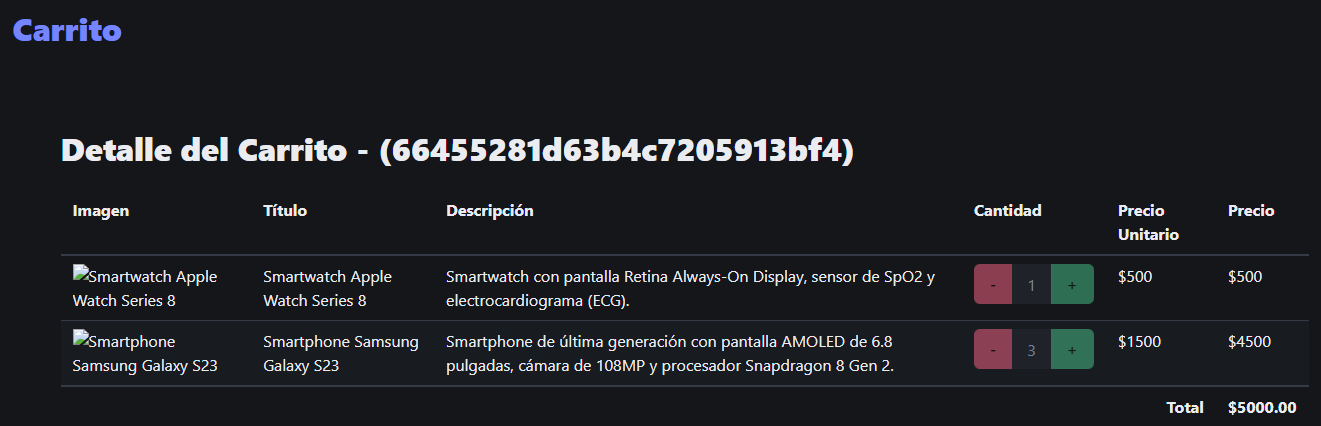 Carrito
Detalle del Carrito - (66455281d63b4c7205913bf4)
Imagen Título Descripción Cantidad Precio Unitario Precio
Smartwatch Apple Smartwatch Apple Smartwatch con pantalla Retina Always-On Display, sensor de SpO2 y - 1 + $500 $500
Watch Series 8 Watch Series 8 electrocardiograma (ECG).
Smartphone Smartphone Samsung Smartphone de última generación con pantalla AMOLED de 6.8 - 3 + $1500 $4500
Samsung Galaxy S23 Galaxy S23 pulgadas, cámara de 108MP y procesador Snapdragon 8 Gen 2.
Total $5000.00